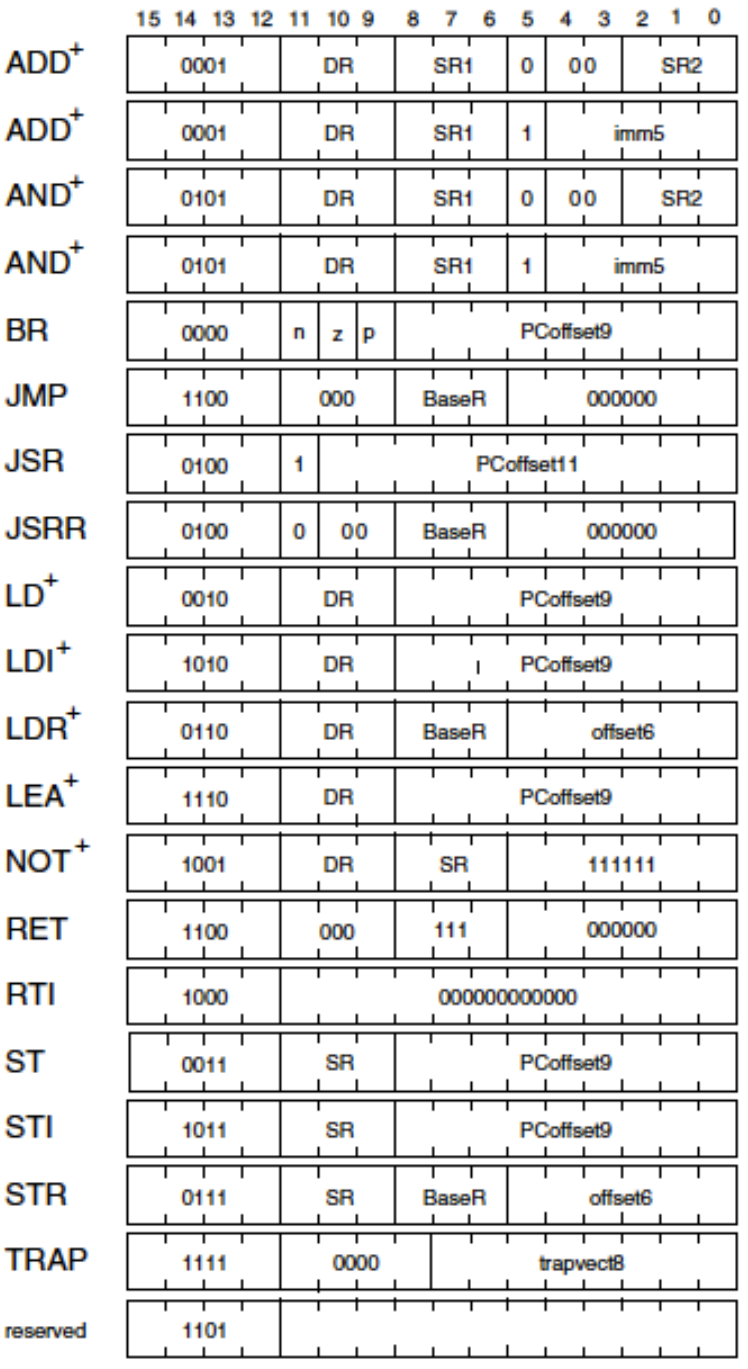 15 14 13 12 11 10 9 8 7 6 5 4 3 2 1 0
ADD+ 0001 DR SR1 0 00 SR2
ADD+ 0001 DR SR1 1 imm5
AND+ 0101 DR SR1 0 00 SR2
AND+ 0101 DR SR1 1 imm5
BR 0000 n z p PCoffset9
JMP 1100 000 BaseR 000000
JSR 0100 1 PCoffset11
JSRR 0100 0 00 BaseR 000000
LD+ 0010 DR PCoffset9
LDI+ 1010 DR PCoffset9
LDR+ 0110 DR BaseR offset6
LEA+ 1110 DR PCoffset9
NOT+ 1001 DR SR 111111
RET 1100 000 111 000000
RTI 1000 000000000000
ST 0011 SR PCoffset9
STI 1011 SR PCoffset9
STR 0111 SR BaseR offset6
TRAP 1111 0000 trapvect8
reserved 1101